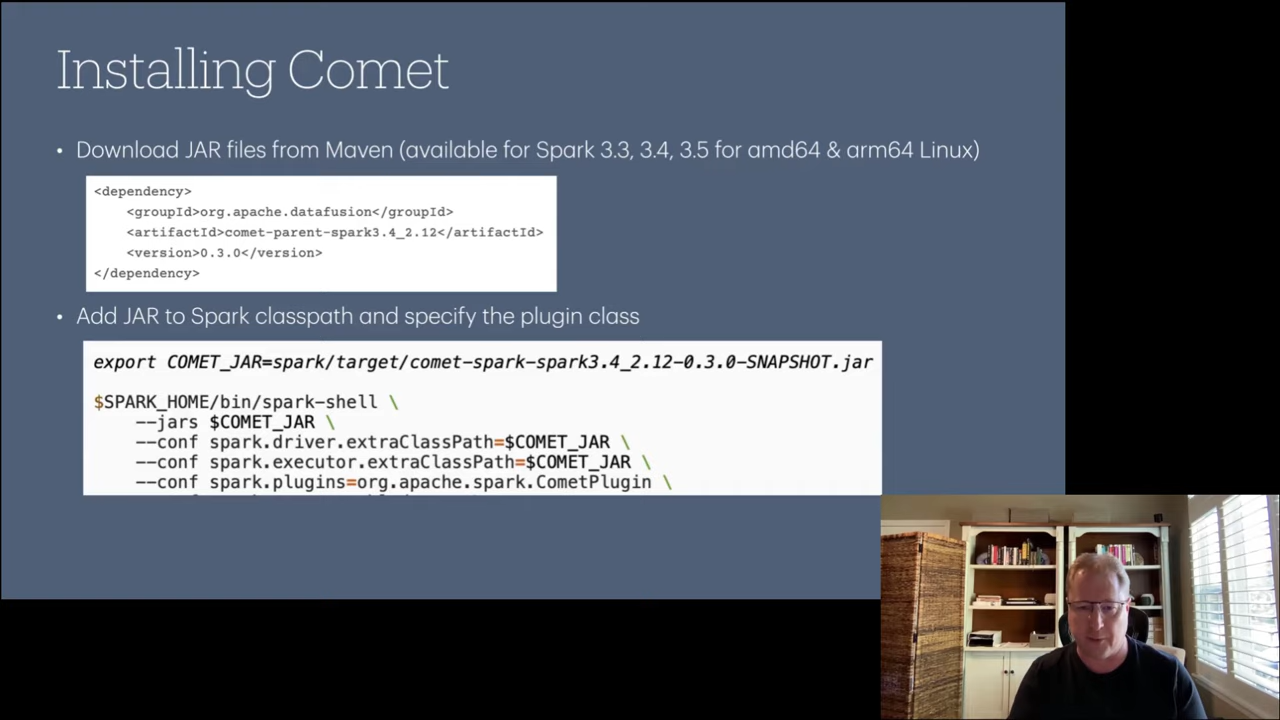 Installing Comet
• Download JAR files from Maven (available for Spark 3.3, 3.4, 3.5 for amd64 & arm64 Linux)
<dependency>
    <groupId>org.apache.datafusion</groupId>
    <artifactId>comet-parent-spark3.4_2.12</artifactId>
    <version>0.3.0</version>
</dependency>
• Add JAR to Spark classpath and specify the plugin class
export COMET_JAR=spark/target/comet-spark-spark3.4_2.12-0.3.0-SNAPSHOT.jar
$SPARK_HOME/bin/spark-shell \
    --jars $COMET_JAR \
    --conf spark.driver.extraClassPath=$COMET_JAR \
    --conf spark.executor.extraClassPath=$COMET_JAR \
    --conf spark.plugins=org.apache.spark.CometPlugin \